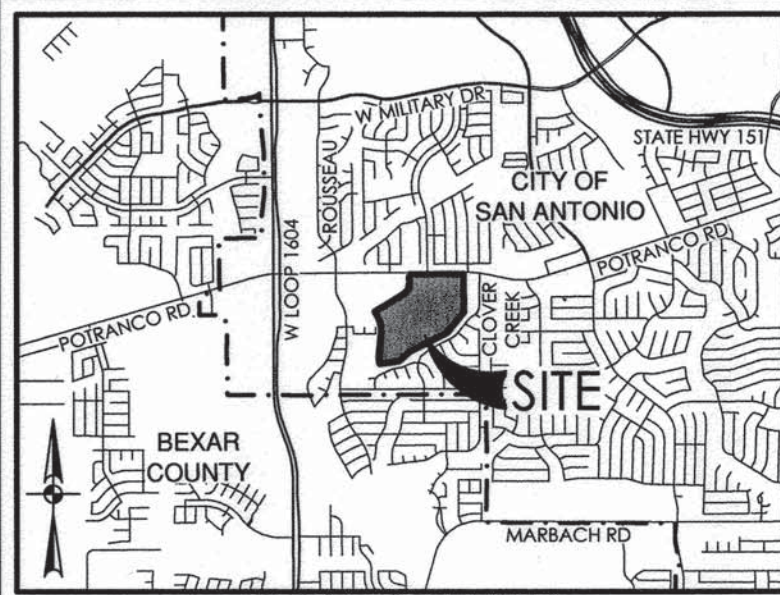 W MILITARY DR
STATE HWY 151
ROUSSEAU
CITY OF
SAN ANTONIO
POTRANCO RD
W LOOP 1604
CLOVER
CREEK
POTRANCO RD.
SITE
BEXAR
COUNTY
MARBACH RD